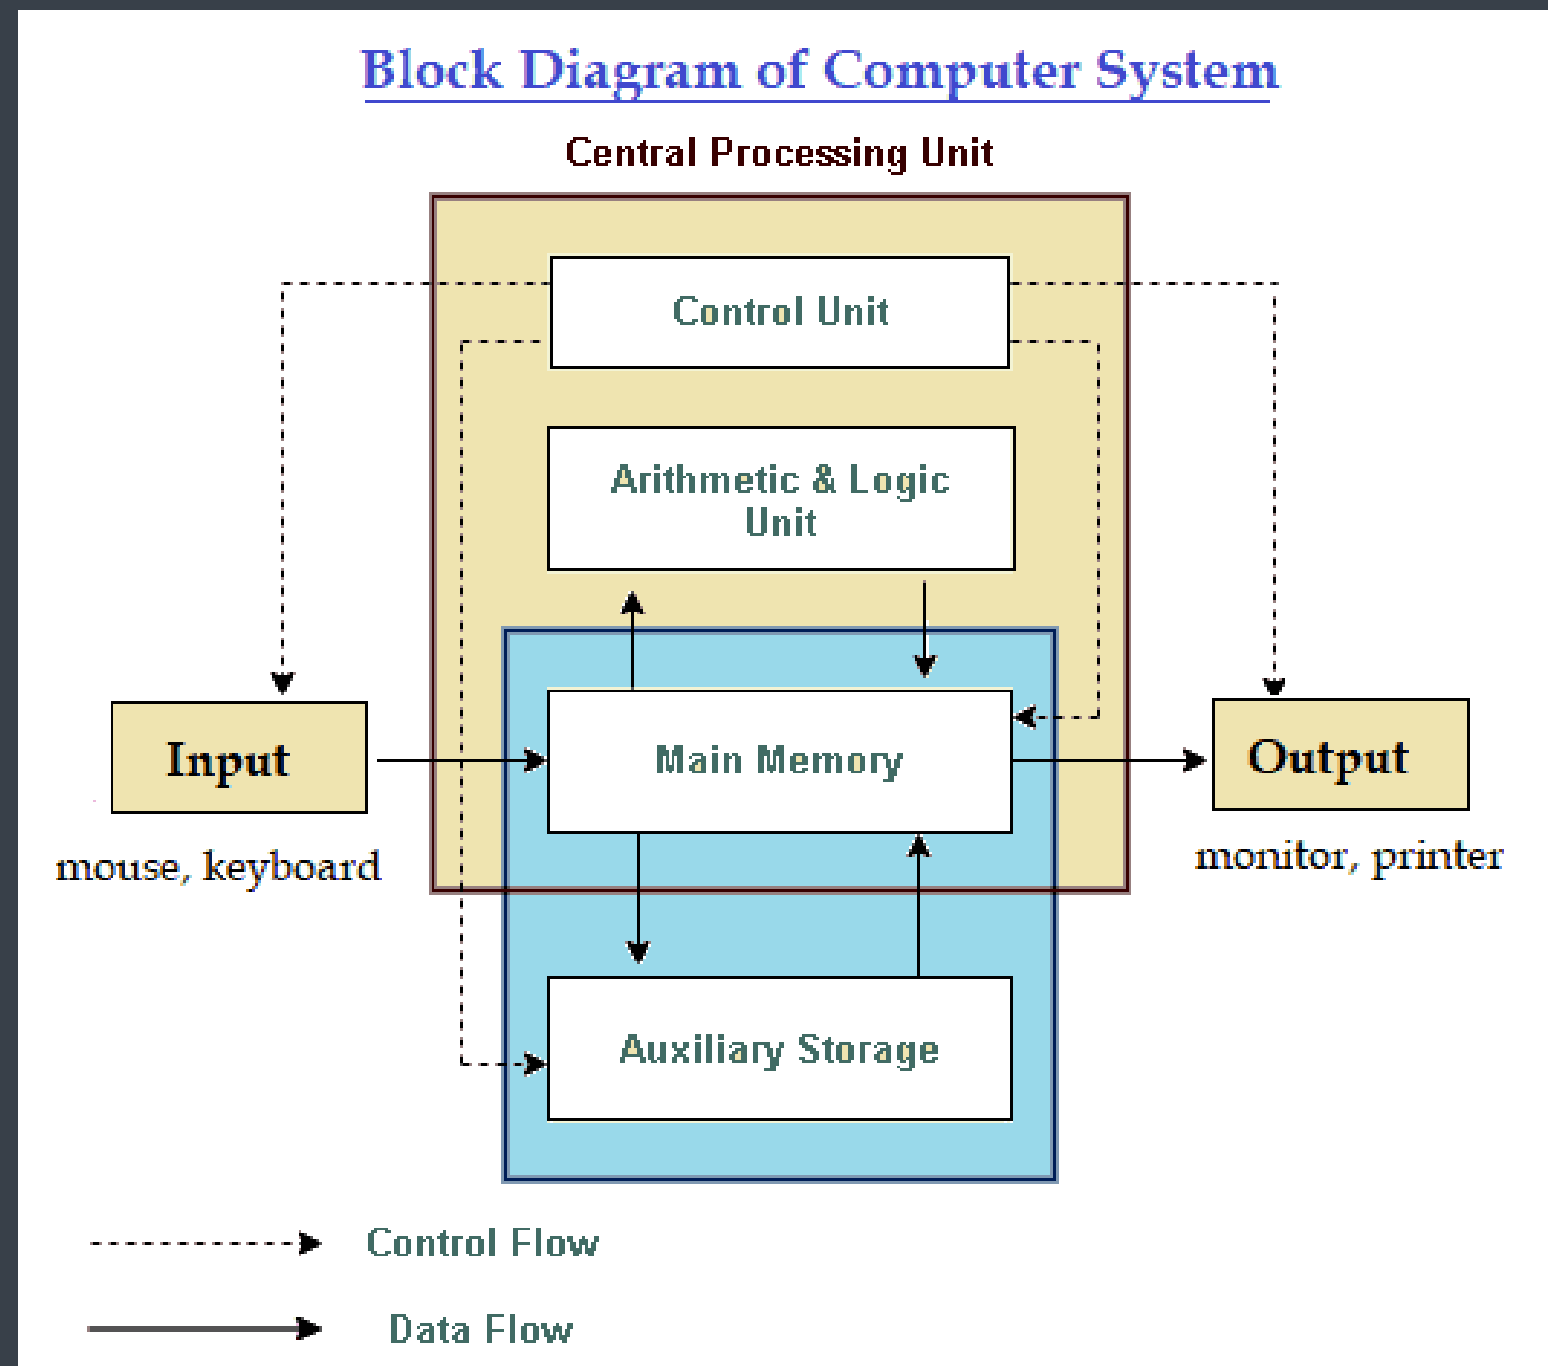 Block Diagram of Computer System
Central Processing Unit
Control Unit
Arithmetic & Logic
Unit
Input
Main Memory
Output
mouse, keyboard
monitor, printer
Auxiliary Storage
Control Flow
Data Flow